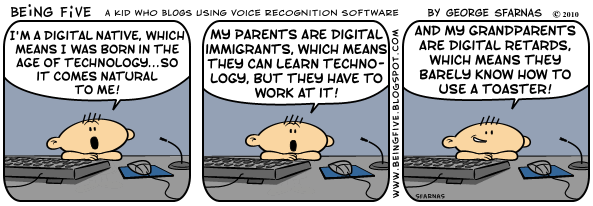 BEING FIVE A KID WHO BLOGS USING VOICE RECOGNITION SOFTWARE BY GEORGE SFARNAS © 2010
I'M A DIGITAL NATIVE, WHICH
MEANS I WAS BORN IN THE
AGE OF TECHNOLOGY...SO
IT COMES NATURAL
TO ME!
MY PARENTS ARE DIGITAL
IMMIGRANTS, WHICH MEANS
THEY CAN LEARN TECHNO-
LOGY, BUT THEY HAVE TO
WORK AT IT!
WWW.BEINGFIVE.BLOGSPOT.COM
AND MY GRANDPARENTS
ARE DIGITAL RETARDS,
WHICH MEANS THEY
BARELY KNOW HOW TO
USE A TOASTER!
SFARNAS